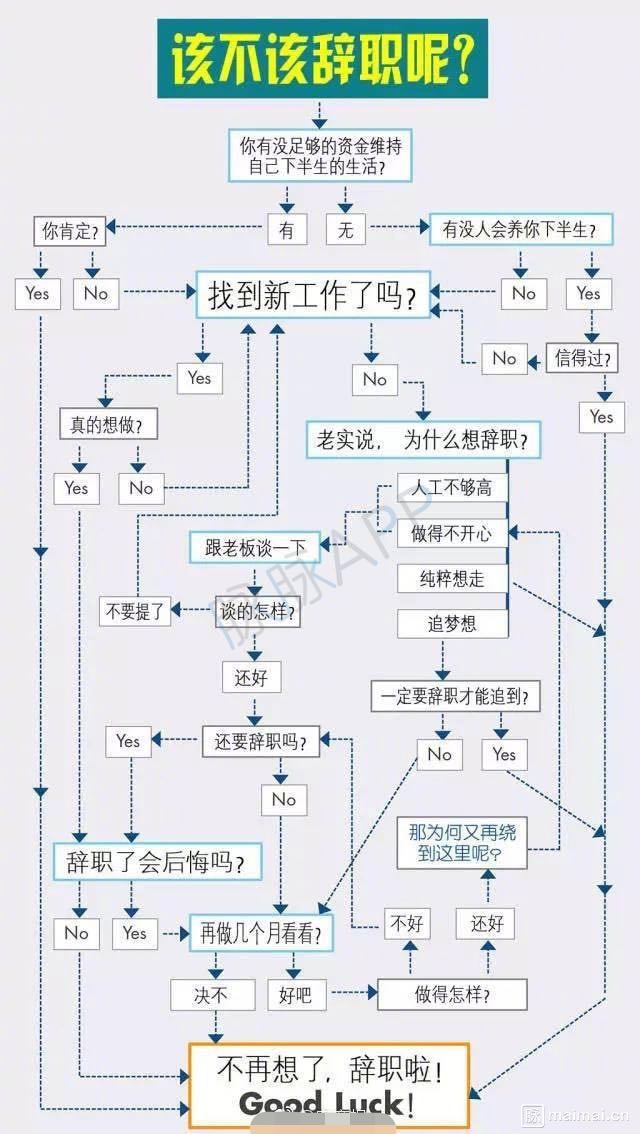 该不该辞职呢?
你有没足够的资金维持
自己下半生的生活?
你肯定?
有
无
有没人会养你下半生?
Yes
No
找到新工作了吗?
No
Yes
No
信得过?
Yes
No
Yes
真的想做?
老实说， 为什么想辞职?
Yes
No
人工不够高
跟老板谈一下
做得不开心
不要提了
谈的怎样?
纯粹想走
追梦想
还好
一定要辞职才能追到?
Yes
还要辞职吗?
No
Yes
No
辞职了会后悔吗?
那为何又再绕
到这里呢?
No
Yes
再做几个月看看?
不好
还好
决不
好吧
做得怎样?
不再想了, 辞职啦!
Good Luck!
脉脉APP
脉 maimai.cn